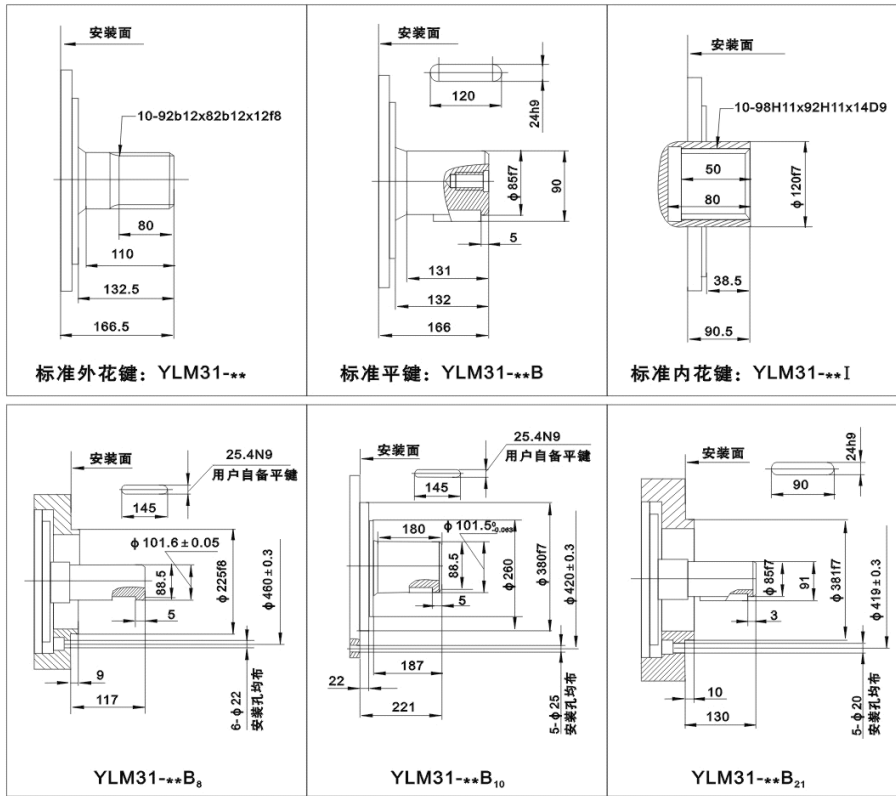 安装面
10-92b12x82b12x12f8
80
110
132.5
166.5
标准外花键：YLM31-**
安装面
120
24h9
φ85f7
90
5
131
132
166
标准平键：YLM31-**B
安装面
10-98H11x92H11x14D9
50
80
φ120f7
38.5
90.5
标准内花键：YLM31-**I
安装面
25.4N9
用户自备平键
145
φ101.6±0.05
88.5
5
φ225f8
φ460±0.3
9
117
6-φ22
安装孔均布
YLM31-**B₈
安装面
25.4N9
用户自备平键
145
180
φ101.5 0 -0.063
88.5
5
φ260
φ380f7
φ420±0.3
187
22
221
5-φ25
安装孔均布
YLM31-**B₁₀
安装面
24h9
90
φ85f7
91
3
φ381f7
φ419±0.3
10
130
5-φ20
安装孔均布
YLM31-**B₂₁